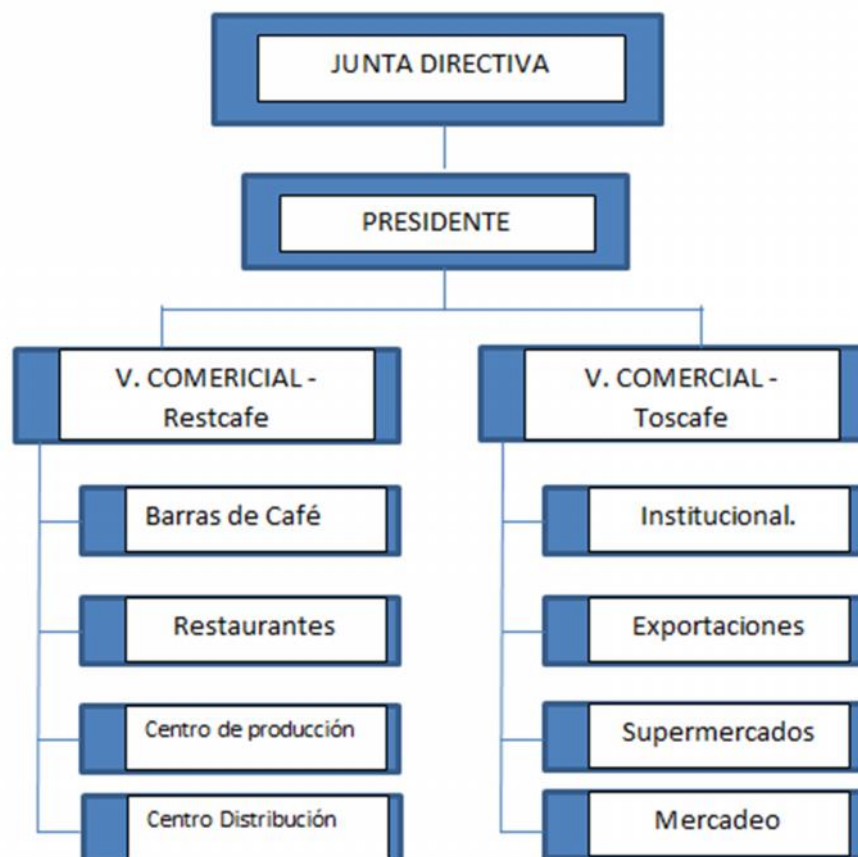 JUNTA DIRECTIVA
PRESIDENTE
V. COMERICIAL -
Restcafe
Barras de Café
Restaurantes
Centro de producción
Centro Distribución
V. COMERCIAL -
Toscafe
Institucional.
Exportaciones
Supermercados
Mercadeo